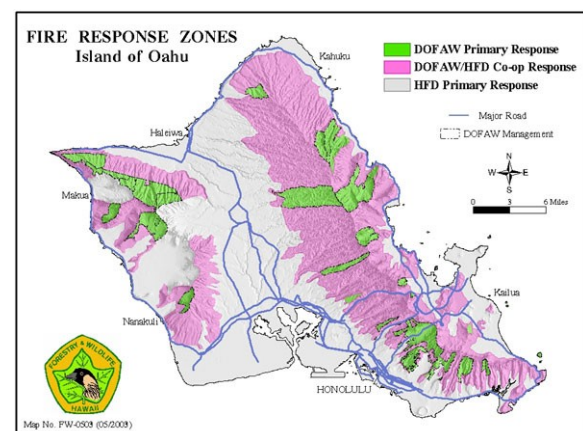 FIRE RESPONSE ZONES
Island of Oahu
DOFAW Primary Response
DOFAW/HFD Co-op Response
HFD Primary Response
Major Road
DOFAW Management
N
W E
S
0 3 6 Miles
Kahuku
Haleiwa
Makua
Kailua
Nanakuli
HONOLULU
FORESTRY & WILDLIFE
HAWAII
Map No. FW-0503 (05/2003)